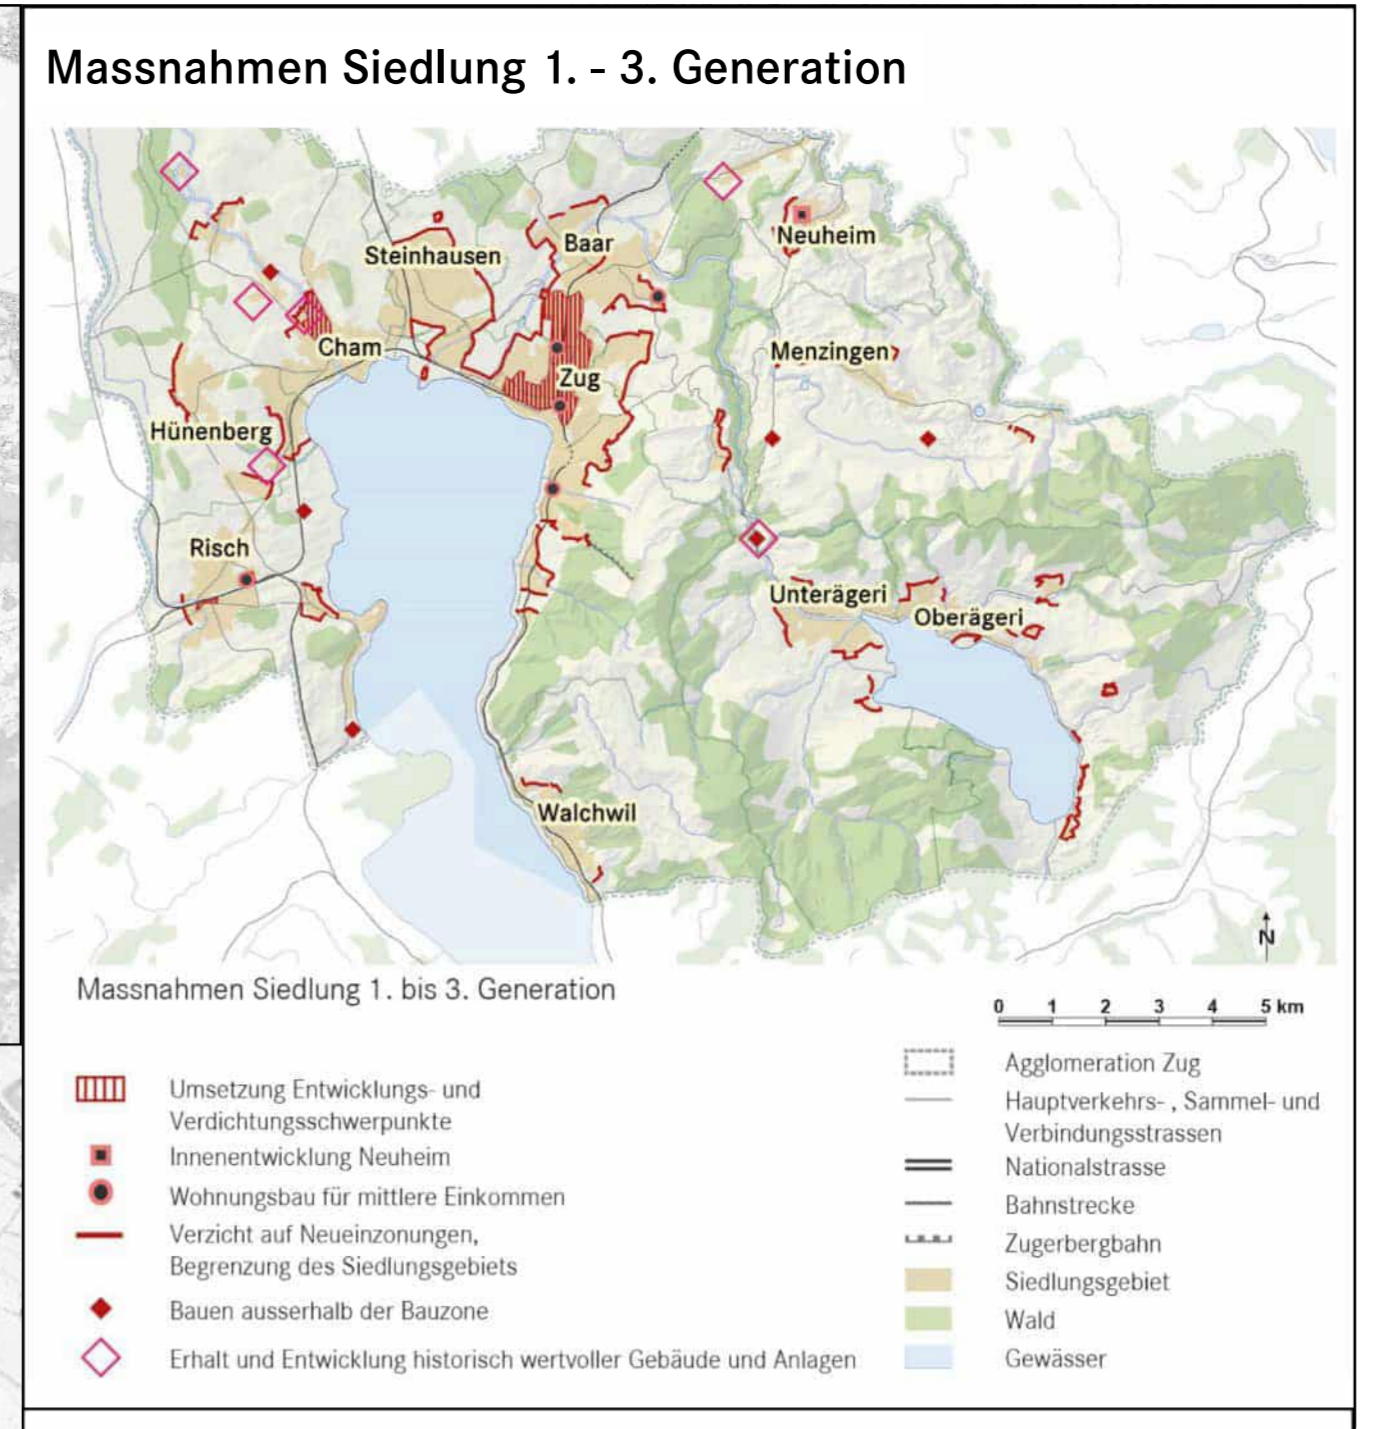 Massnahmen Siedlung 1. - 3. Generation
Steinhausen
Baar
Neuheim
Cham
Menzingen
Zug
Hünenberg
Risch
Unterägeri
Oberägeri
Walchwil
N
Massnahmen Siedlung 1. bis 3. Generation
0 1 2 3 4 5 km
Umsetzung Entwicklungs- und
Verdichtungsschwerpunkte
Innenentwicklung Neuheim
Wohnungsbau für mittlere Einkommen
Verzicht auf Neueinzonungen,
Begrenzung des Siedlungsgebiets
Bauen ausserhalb der Bauzone
Erhalt und Entwicklung historisch wertvoller Gebäude und Anlagen
Agglomeration Zug
Hauptverkehrs- , Sammel- und
Verbindungsstrassen
Nationalstrasse
Bahnstrecke
Zugerbergbahn
Siedlungsgebiet
Wald
Gewässer